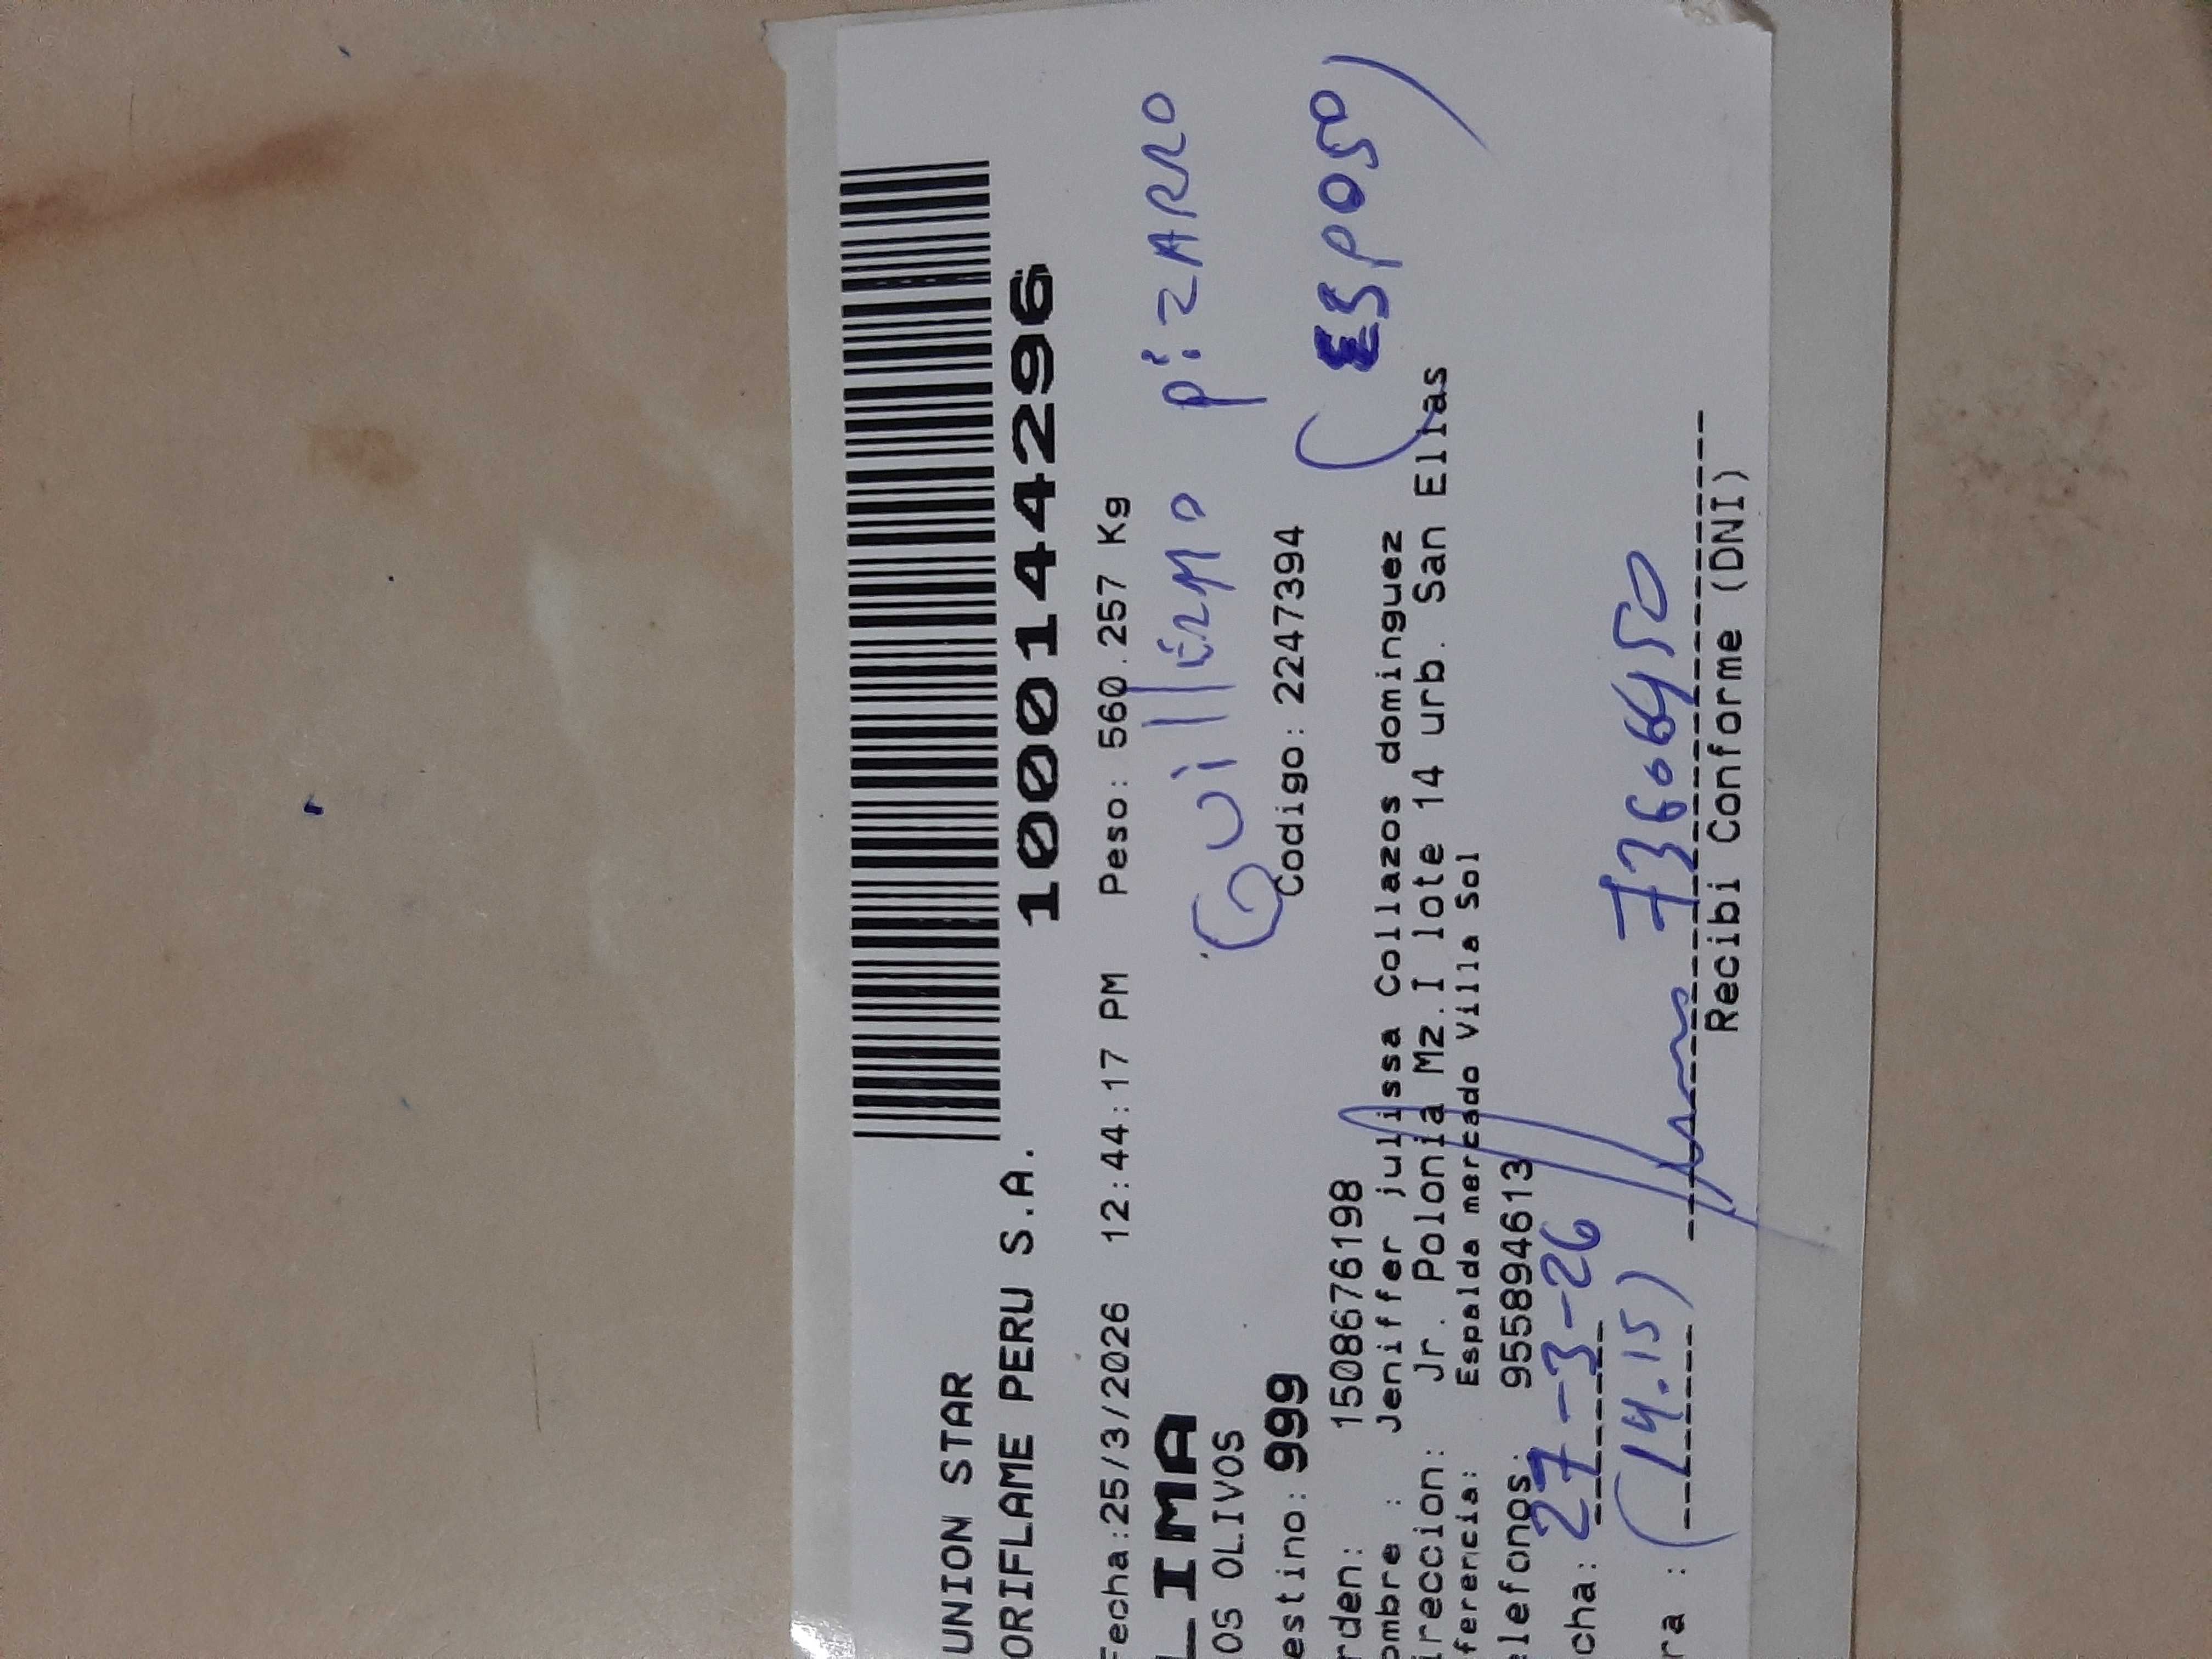 UNION STAR
ORIFLAME PERU S.A.
1000144296
Fecha:25/3/2026 12:44:17 PM Peso: 560.257 Kg
LIMA
OS OLIVOS
Guillermo pizARRO
estino: 999
Codigo: 2247394
(ESPOSO)
rden: 1508676198
ombre : Jeniffer julissa Collazos dominguez
ireccion: Jr. Polonia Mz.I lote 14 urb. San Elias
ferencia: Espalda mercado Villa Sol
elefonos: 955894613
cha: 27-3-26
ra : (14.15)
Recibi Conforme (DNI)